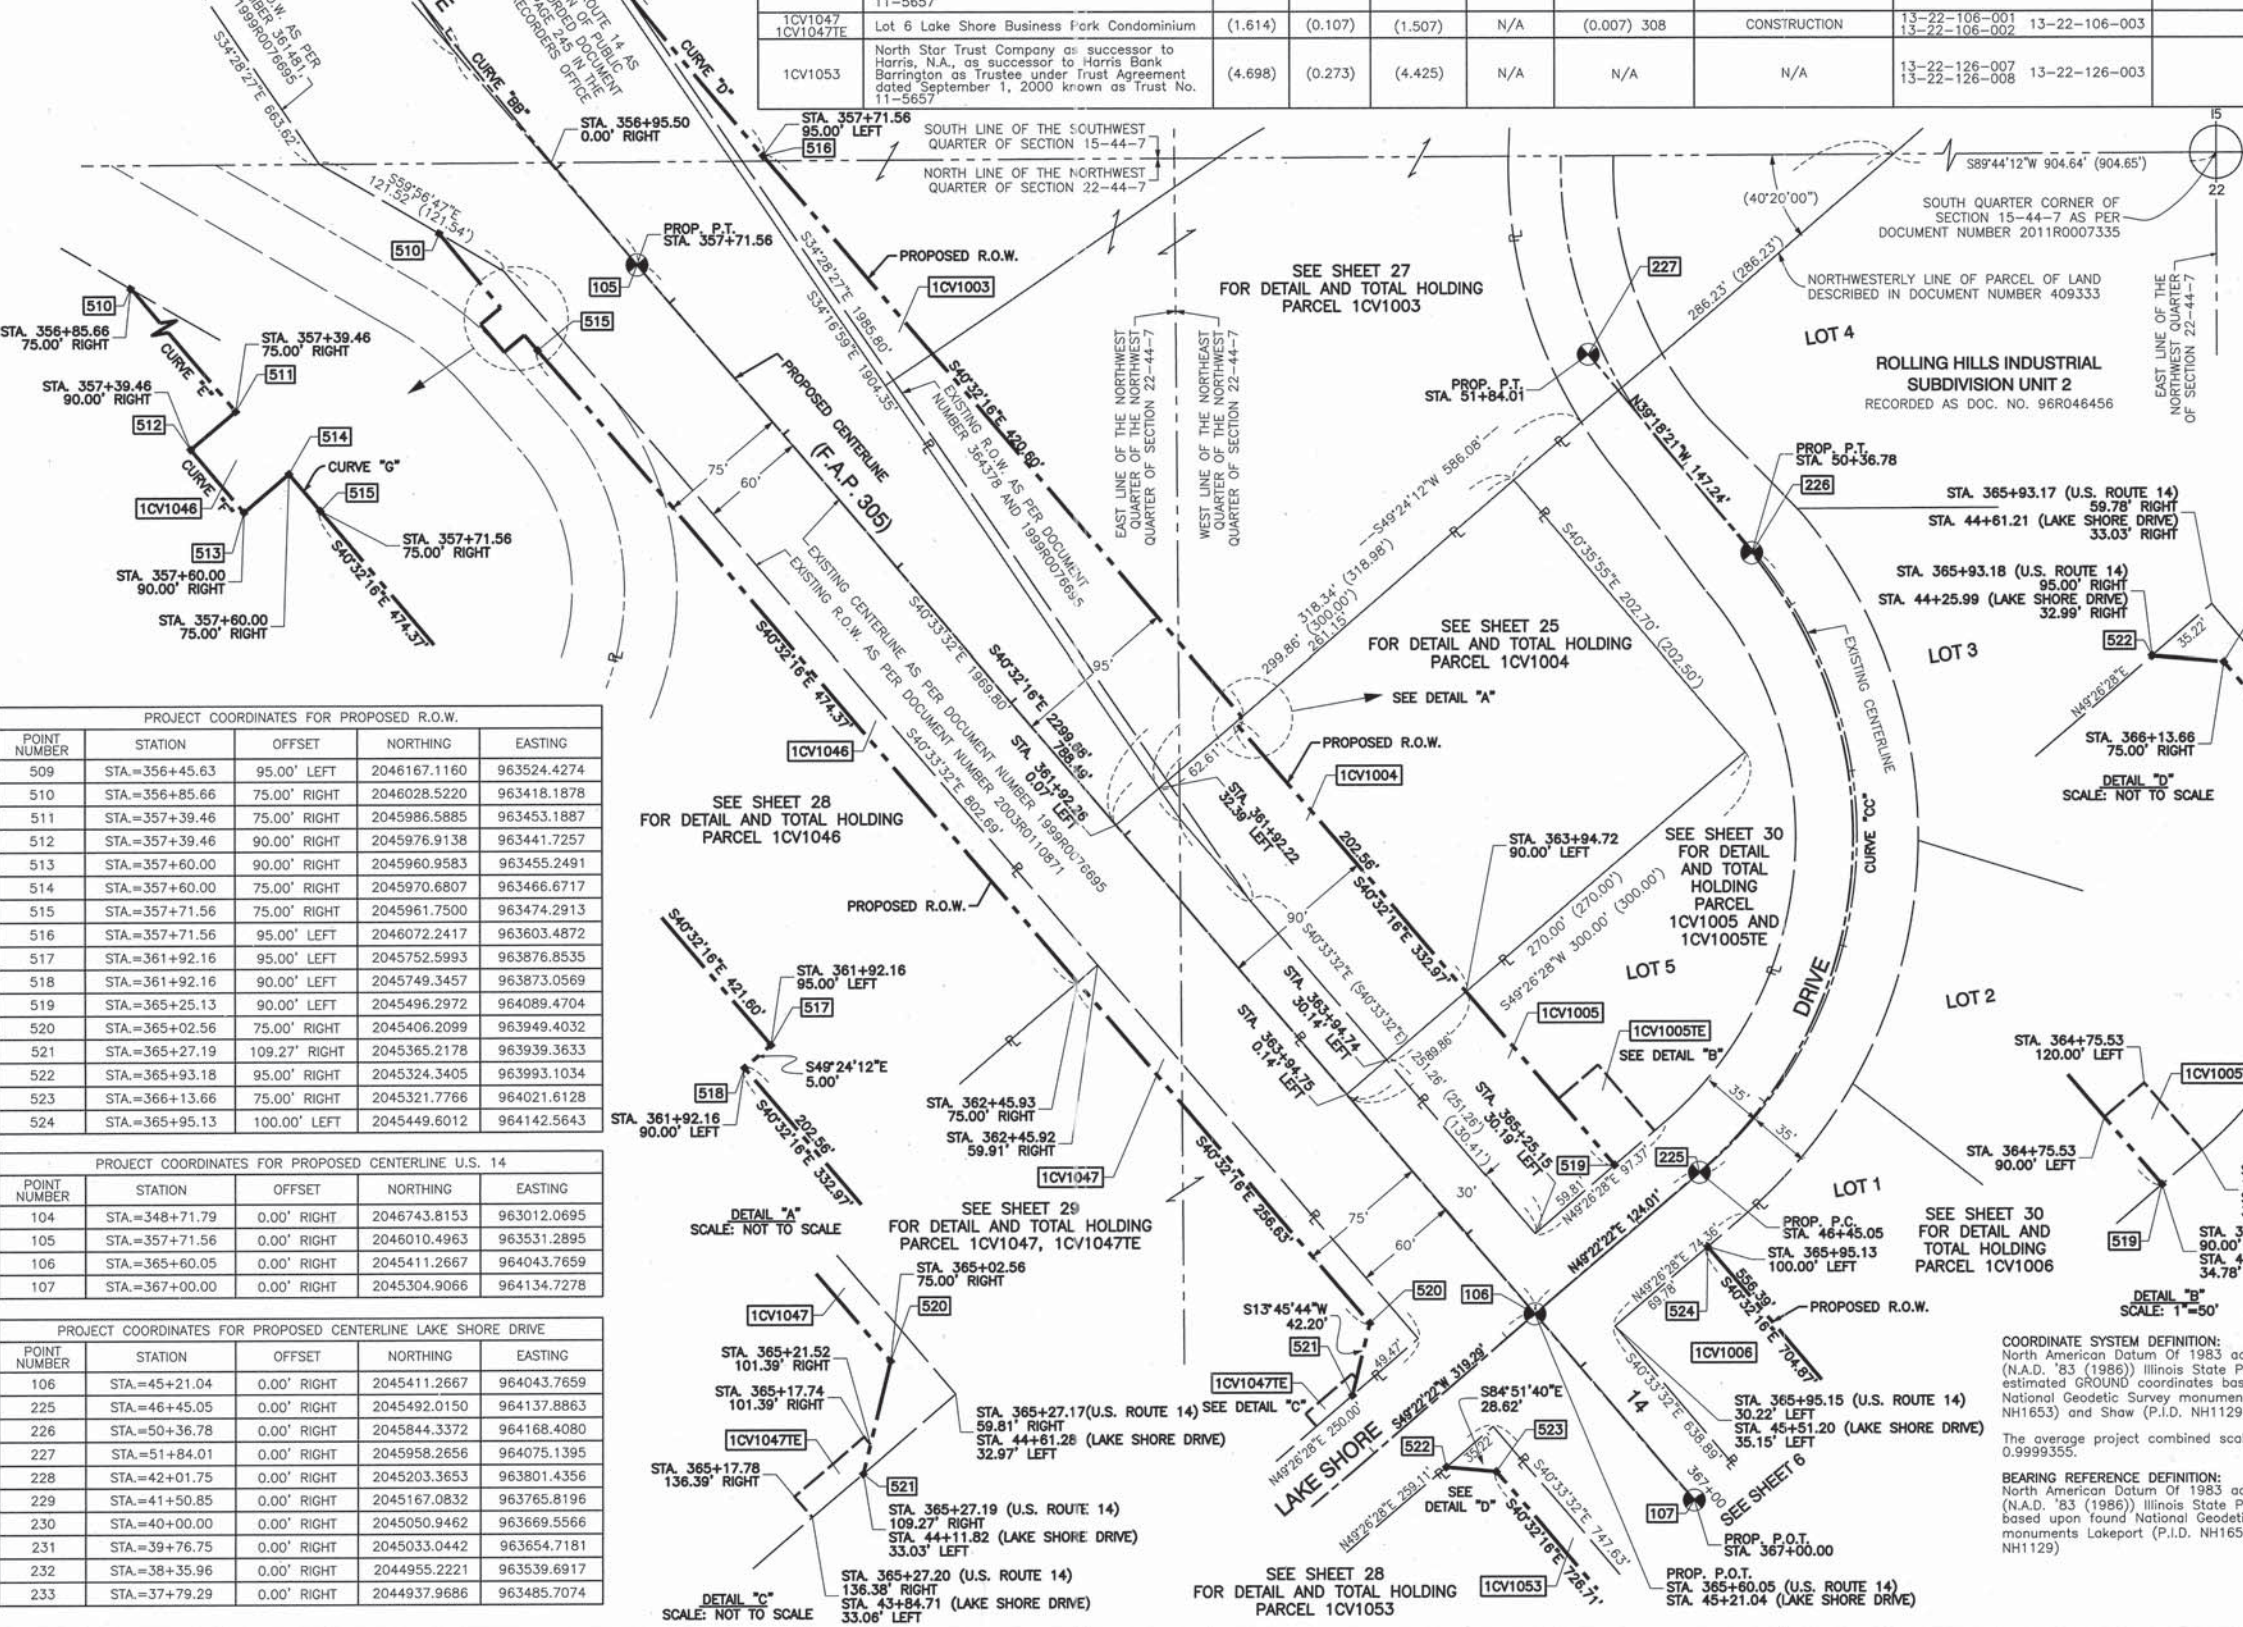 11-5657
1CV1047
1CV1047TE
Lot 6 Lake Shore Business Park Condominium
(1.614) (0.107) (1.507) N/A (0.007) 308 CONSTRUCTION
13-22-106-001 13-22-106-003
13-22-106-002
1CV1053
North Star Trust Company as successor to
Harris, N.A., as successor to Harris Bank
Barrington as Trustee under Trust Agreement
dated September 1, 2000 known as Trust No.
11-5657
(4.698) (0.273) (4.425) N/A N/A N/A
13-22-126-007 13-22-126-003
13-22-126-008
S34°28'27"E 663.62'
CURVE "BB"
CURVE "D"
STA. 356+95.50
0.00' RIGHT
STA. 357+71.56
95.00' LEFT
516
SOUTH LINE OF THE SOUTHWEST
QUARTER OF SECTION 15-44-7
NORTH LINE OF THE NORTHWEST
QUARTER OF SECTION 22-44-7
15
22
S89°44'12"W 904.64' (904.65')
(40°20'00")
SOUTH QUARTER CORNER OF
SECTION 15-44-7 AS PER
DOCUMENT NUMBER 2011R0007335
S59°56'47"E
121.52' (121.54')
510
PROP. P.T.
STA. 357+71.56
105
515
PROPOSED R.O.W.
1CV1003
SEE SHEET 27
FOR DETAIL AND TOTAL HOLDING
PARCEL 1CV1003
227
286.23' (286.23')
NORTHWESTERLY LINE OF PARCEL OF LAND
DESCRIBED IN DOCUMENT NUMBER 409333
LOT 4
ROLLING HILLS INDUSTRIAL
SUBDIVISION UNIT 2
RECORDED AS DOC. NO. 96R046456
EAST LINE OF THE
NORTHWEST QUARTER
OF SECTION 22-44-7
510
STA. 356+85.66
75.00' RIGHT
CURVE "E"
STA. 357+39.46
75.00' RIGHT
511
STA. 357+39.46
90.00' RIGHT
512
514
CURVE "G"
515
CURVE "F"
1CV1046
STA. 357+71.56
75.00' RIGHT
513
STA. 357+60.00
90.00' RIGHT
STA. 357+60.00
75.00' RIGHT
S40°32'16"E 474.37'
S34°28'27"E 1985.80'
S34°16'59"E 1904.35'
PROPOSED CENTERLINE
(F.A.P. 305)
75'
60'
EXISTING R.O.W. AS PER DOCUMENT
NUMBER 364378 AND 1999R0076695
S40°32'16"E 420.60'
EAST LINE OF THE NORTHWEST
QUARTER OF THE NORTHWEST
QUARTER OF SECTION 22-44-7
WEST LINE OF THE NORTHEAST
QUARTER OF THE NORTHWEST
QUARTER OF SECTION 22-44-7
PROP. P.T.
STA. 51+84.01
N39°18'21"W 147.24'
PROP. P.T.
STA. 50+36.78
226
S49°24'12"W 586.08'
318.34' (318.98')
299.86' (300.00')
261.15'
S40°35'55"E 202.70' (202.50')
STA. 365+93.17 (U.S. ROUTE 14)
59.78' RIGHT
STA. 44+61.21 (LAKE SHORE DRIVE)
33.03' RIGHT
STA. 365+93.18 (U.S. ROUTE 14)
95.00' RIGHT
STA. 44+25.99 (LAKE SHORE DRIVE)
32.99' RIGHT
522
35.22'
N49°26'28"E
STA. 366+13.66
75.00' RIGHT
DETAIL "D"
SCALE: NOT TO SCALE
LOT 3
EXISTING CENTERLINE
CURVE "CC"
SEE SHEET 25
FOR DETAIL AND TOTAL HOLDING
PARCEL 1CV1004
SEE DETAIL "A"
PROPOSED R.O.W.
1CV1004
EXISTING CENTERLINE AS PER DOCUMENT NUMBER 1999R0076695
EXISTING R.O.W. AS PER DOCUMENT NUMBER 2003R0110871
S40°32'16"E 474.37'
S40°33'32"E 1969.80'
S40°32'16"E 2299.88'
788.49'
95'
62.61'
S40°33'32"E 802.69'
1CV1046
SEE SHEET 28
FOR DETAIL AND TOTAL HOLDING
PARCEL 1CV1046
STA. 361+92.26
0.07' LEFT
STA. 361+92.22
32.39' LEFT
202.56'
S40°32'16"E 332.97'
STA. 363+94.72
90.00' LEFT
SEE SHEET 30
FOR DETAIL
AND TOTAL
HOLDING
PARCEL
1CV1005 AND
1CV1005TE
270.00' (270.00')
S49°26'28"W 300.00' (300.00')
LOT 5
DRIVE
LOT 2
PROJECT COORDINATES FOR PROPOSED R.O.W.
POINT NUMBER STATION OFFSET NORTHING EASTING
509 STA.=356+45.63 95.00' LEFT 2046167.1160 963524.4274
510 STA.=356+85.66 75.00' RIGHT 2046028.5220 963418.1878
511 STA.=357+39.46 75.00' RIGHT 2045986.5885 963453.1887
512 STA.=357+39.46 90.00' RIGHT 2045976.9138 963441.7257
513 STA.=357+60.00 90.00' RIGHT 2045960.9583 963455.2491
514 STA.=357+60.00 75.00' RIGHT 2045970.6807 963466.6717
515 STA.=357+71.56 75.00' RIGHT 2045961.7500 963474.2913
516 STA.=357+71.56 95.00' LEFT 2046072.2417 963603.4872
517 STA.=361+92.16 95.00' LEFT 2045752.5993 963876.8535
518 STA.=361+92.16 90.00' LEFT 2045749.3457 963873.0569
519 STA.=365+25.13 90.00' LEFT 2045496.2972 964089.4704
520 STA.=365+02.56 75.00' RIGHT 2045406.2099 963949.4032
521 STA.=365+27.19 109.27' RIGHT 2045365.2178 963939.3633
522 STA.=365+93.18 95.00' RIGHT 2045324.3405 963993.1034
523 STA.=366+13.66 75.00' RIGHT 2045321.7766 964021.6128
524 STA.=365+95.13 100.00' LEFT 2045449.6012 964142.5643
PROJECT COORDINATES FOR PROPOSED CENTERLINE U.S. 14
POINT NUMBER STATION OFFSET NORTHING EASTING
104 STA.=348+71.79 0.00' RIGHT 2046743.8153 963012.0695
105 STA.=357+71.56 0.00' RIGHT 2046010.4963 963531.2895
106 STA.=365+60.05 0.00' RIGHT 2045411.2667 964043.7659
107 STA.=367+00.00 0.00' RIGHT 2045304.9066 964134.7278
PROJECT COORDINATES FOR PROPOSED CENTERLINE LAKE SHORE DRIVE
POINT NUMBER STATION OFFSET NORTHING EASTING
106 STA.=45+21.04 0.00' RIGHT 2045411.2667 964043.7659
225 STA.=46+45.05 0.00' RIGHT 2045492.0150 964137.8863
226 STA.=50+36.78 0.00' RIGHT 2045844.3372 964168.4080
227 STA.=51+84.01 0.00' RIGHT 2045958.2656 964075.1395
228 STA.=42+01.75 0.00' RIGHT 2045203.3653 963801.4356
229 STA.=41+50.85 0.00' RIGHT 2045167.0832 963765.8196
230 STA.=40+00.00 0.00' RIGHT 2045050.9462 963669.5566
231 STA.=39+76.75 0.00' RIGHT 2045033.0442 963654.7181
232 STA.=38+35.96 0.00' RIGHT 2044955.2221 963539.6917
233 STA.=37+79.29 0.00' RIGHT 2044937.9686 963485.7074
PROPOSED R.O.W.
S40°32'16"E 421.60'
STA. 361+92.16
95.00' LEFT
517
S49°24'12"E
5.00'
518
STA. 361+92.16
90.00' LEFT
202.56'
S40°32'16"E 332.97'
DETAIL "A"
SCALE: NOT TO SCALE
STA. 362+45.93
75.00' RIGHT
STA. 362+45.92
59.91' RIGHT
1CV1047
SEE SHEET 29
FOR DETAIL AND TOTAL HOLDING
PARCEL 1CV1047, 1CV1047TE
90'
S40°33'32"E (S40°33'32"E)
STA. 363+94.74
30.14' LEFT
STA. 363+94.75
0.14' LEFT
2589.86'
251.26' (251.26')
(130.41')
STA. 365+25.15
30.19' LEFT
1CV1005
1CV1005TE
SEE DETAIL "B"
35'
35'
519
59.81'
N49°26'28"E 97.37'
225
30'
N49°22'22"E 124.01'
75'
60'
S40°32'16"E 256.63'
LOT 1
PROP. P.C.
STA. 46+45.05
STA. 365+95.13
100.00' LEFT
N49°26'28"E 74.36'
69.78'
524
556.39'
S40°32'16"E 704.87'
PROPOSED R.O.W.
1CV1006
SEE SHEET 30
FOR DETAIL AND
TOTAL HOLDING
PARCEL 1CV1006
STA. 364+75.53
120.00' LEFT
1CV1005
STA. 364+75.53
90.00' LEFT
519
90.00'
34.78'
DETAIL "B"
SCALE: 1"=50'
STA. 365+02.56
75.00' RIGHT
520
1CV1047
STA. 365+21.52
101.39' RIGHT
STA. 365+17.74
101.39' RIGHT
1CV1047TE
STA. 365+17.78
136.39' RIGHT
521
STA. 365+27.17(U.S. ROUTE 14)
59.81' RIGHT
STA. 44+61.28 (LAKE SHORE DRIVE)
32.97' LEFT
STA. 365+27.19 (U.S. ROUTE 14)
109.27' RIGHT
STA. 44+11.82 (LAKE SHORE DRIVE)
33.03' LEFT
STA. 365+27.20 (U.S. ROUTE 14)
136.38' RIGHT
STA. 43+84.71 (LAKE SHORE DRIVE)
33.06' LEFT
DETAIL "C"
SCALE: NOT TO SCALE
S13°45'44"W
42.20'
520
521
106
1CV1047TE
SEE DETAIL "C"
49.47'
N49°26'28"E 250.00'
LAKE SHORE
S49°22'22"W 319.29'
S84°51'40"E
28.62'
522
35.22'
523
SEE
DETAIL "D"
N49°26'28"E 259.11'
S40°33'32"E 747.63'
S40°32'16"E 726.71'
1CV1053
SEE SHEET 28
FOR DETAIL AND TOTAL HOLDING
PARCEL 1CV1053
14
S40°33'32"E 639.89'
367+00
SEE SHEET 6
107
PROP. P.O.T.
STA. 367+00.00
PROP. P.O.T.
STA. 365+60.05 (U.S. ROUTE 14)
STA. 45+21.04 (LAKE SHORE DRIVE)
STA. 365+95.15 (U.S. ROUTE 14)
30.22' LEFT
STA. 45+51.20 (LAKE SHORE DRIVE)
35.15' LEFT
COORDINATE SYSTEM DEFINITION:
North American Datum Of 1983
(N.A.D. '83 (1986)) Illinois State
estimated GROUND coordinates
National Geodetic Survey
NH1653) and Shaw (P.I.D. NH1129
The average project combined
0.9999355.
BEARING REFERENCE DEFINITION:
North American Datum Of 1983
(N.A.D. '83 (1986)) Illinois State
based upon found National
monuments Lakeport (P.I.D.
NH1129)